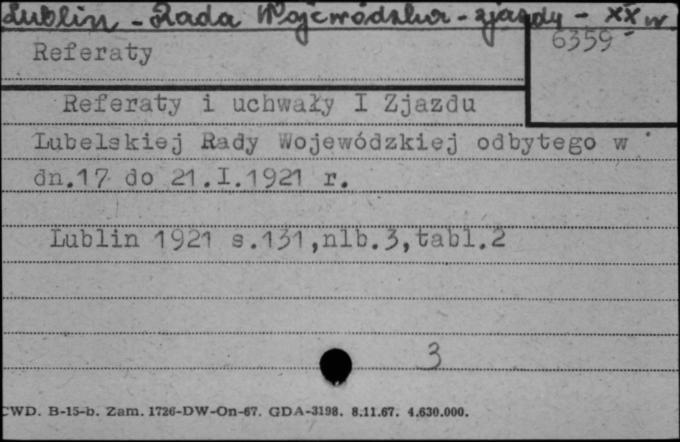 Lublin - Rada Wojewódzka - zjazdy - XX w
6359
Referaty
Referaty i uchwały I Zjazdu
Lubelskiej Rady Wojewódzkiej odbytego w
dn.17 do 21.I.1921 r.
Lublin 1921 s.131,nlb.3,tabl.2
3
CWD. B-15-b. Zam. 1726-DW-On-67. GDA-3198. 8.11.67. 4.630.000.